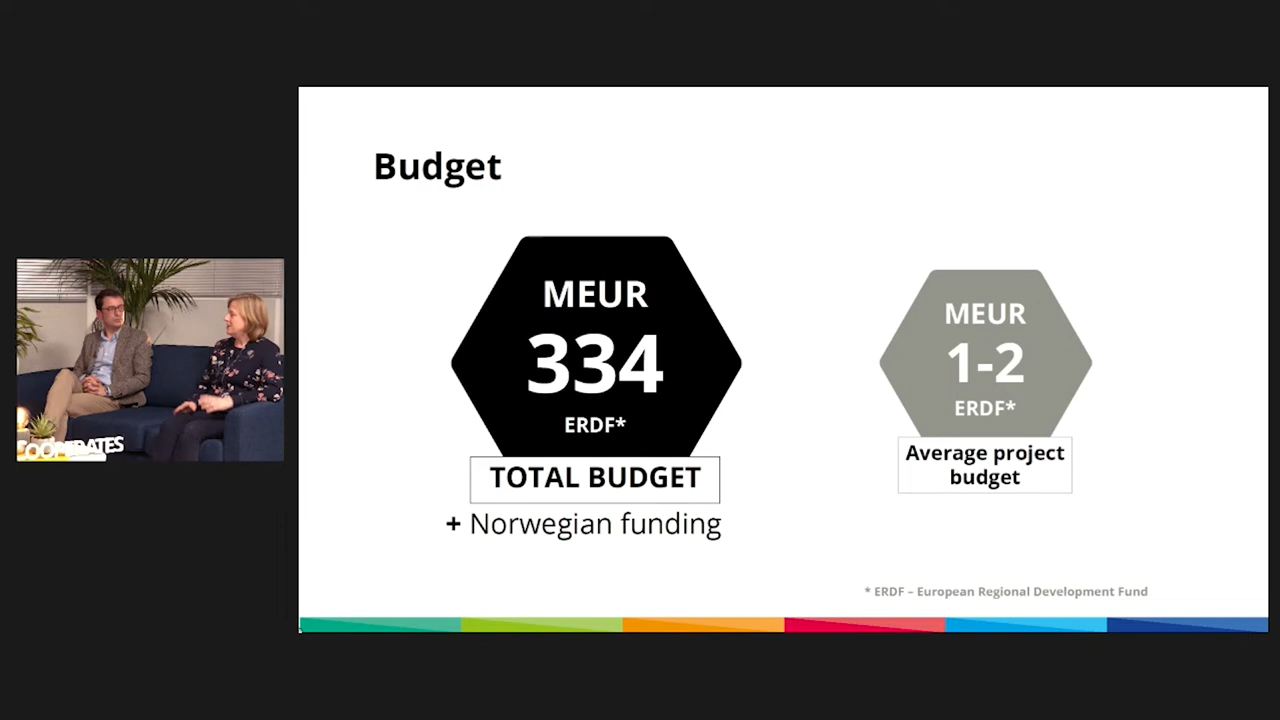 Budget
MEUR
334
ERDF*
TOTAL BUDGET
+ Norwegian funding
MEUR
1-2
ERDF*
Average project
budget
* ERDF – European Regional Development Fund